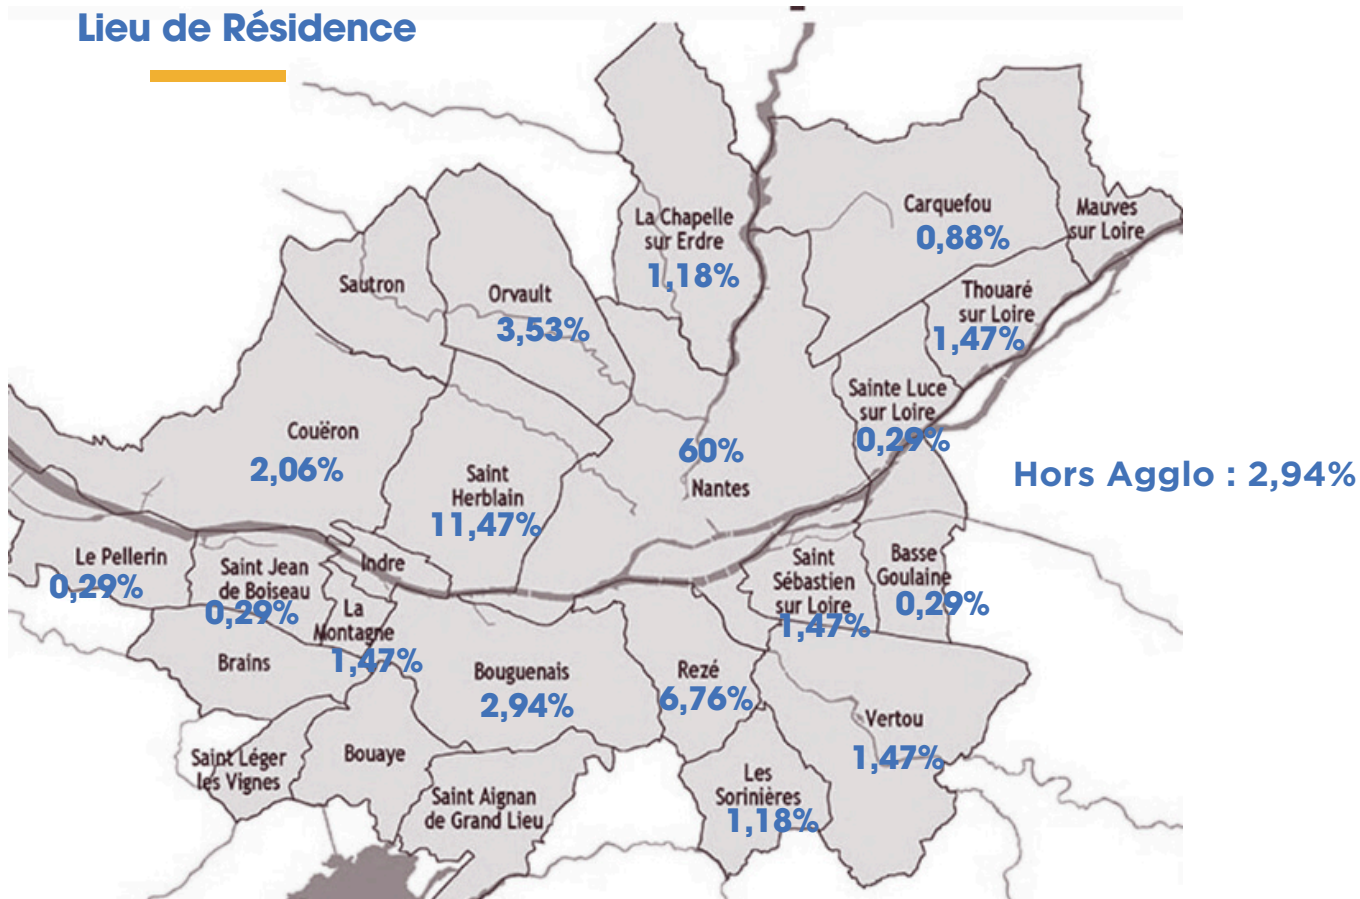 Lieu de Résidence
La Chapelle
sur Erdre
1,18%
Carquefou
0,88%
Mauves
sur Loire
Sautron
Orvault
3,53%
Thouaré
sur Loire
1,47%
Sainte Luce
sur Loire
0,29%
Couëron
2,06%
Saint
Herblain
11,47%
60%
Nantes
Hors Agglo : 2,94%
Le Pellerin
0,29%
Saint Jean
de Boiseau
0,29%
Indre
La
Montagne
1,47%
Saint
Sébastien
sur Loire
1,47%
Basse
Goulaine
0,29%
Brains
Bouguenais
2,94%
Rezé
6,76%
Vertou
1,47%
Saint Léger
les Vignes
Bouaye
Saint Aignan
de Grand Lieu
Les
Sorinières
1,18%